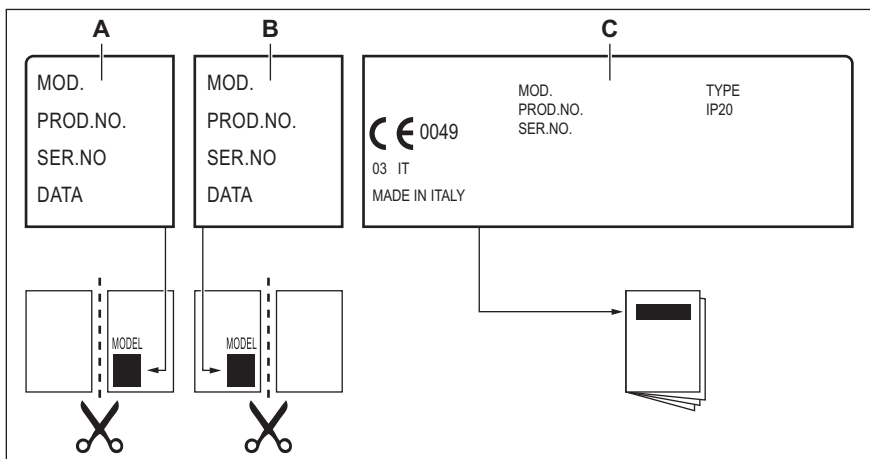 A
B
C
MOD.
PROD.NO.
SER.NO
DATA
MOD.
PROD.NO.
SER.NO
DATA
MOD.
PROD.NO.
SER.NO.
TYPE
IP20
CE 0049
03 IT
MADE IN ITALY
MODEL
MODEL